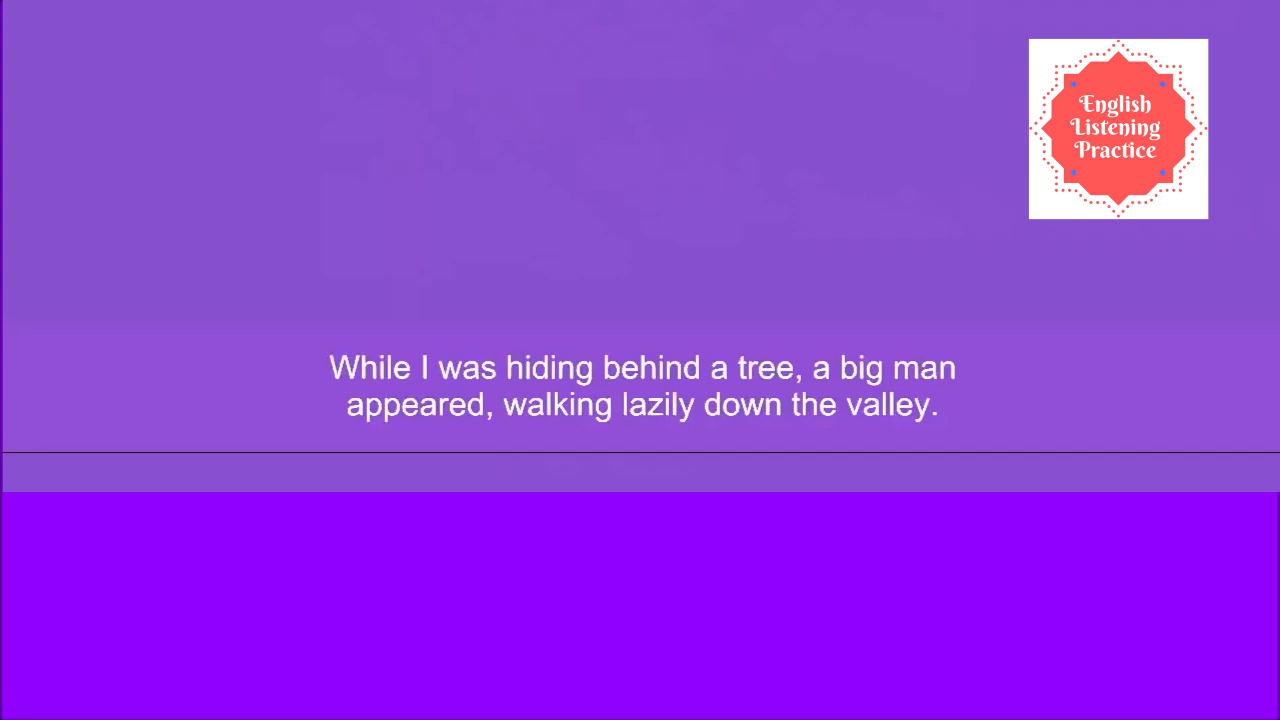 English
Listening
Practice
While I was hiding behind a tree, a big man
appeared, walking lazily down the valley.